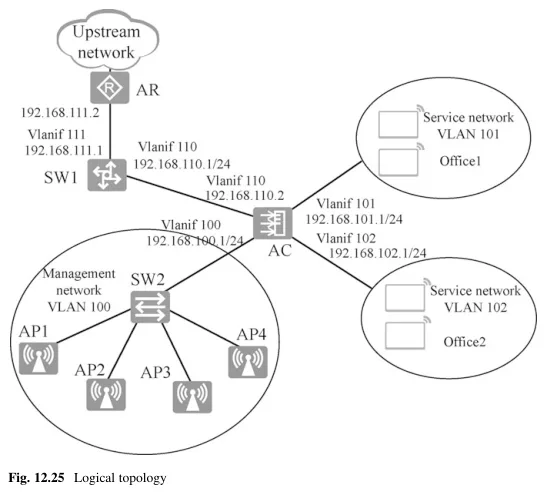 Upstream
network
R
AR
192.168.111.2
Vlanif 111
192.168.111.1
SW1
Vlanif 110
192.168.110.1/24
Vlanif 110
192.168.110.2
Vlanif 100
192.168.100.1/24
AC
Vlanif 101
192.168.101.1/24
Vlanif 102
192.168.102.1/24
Service network
VLAN 101
Office1
Service network
VLAN 102
Office2
Management
network
VLAN 100
SW2
AP1
AP2
AP3
AP4
Fig. 12.25 Logical topology